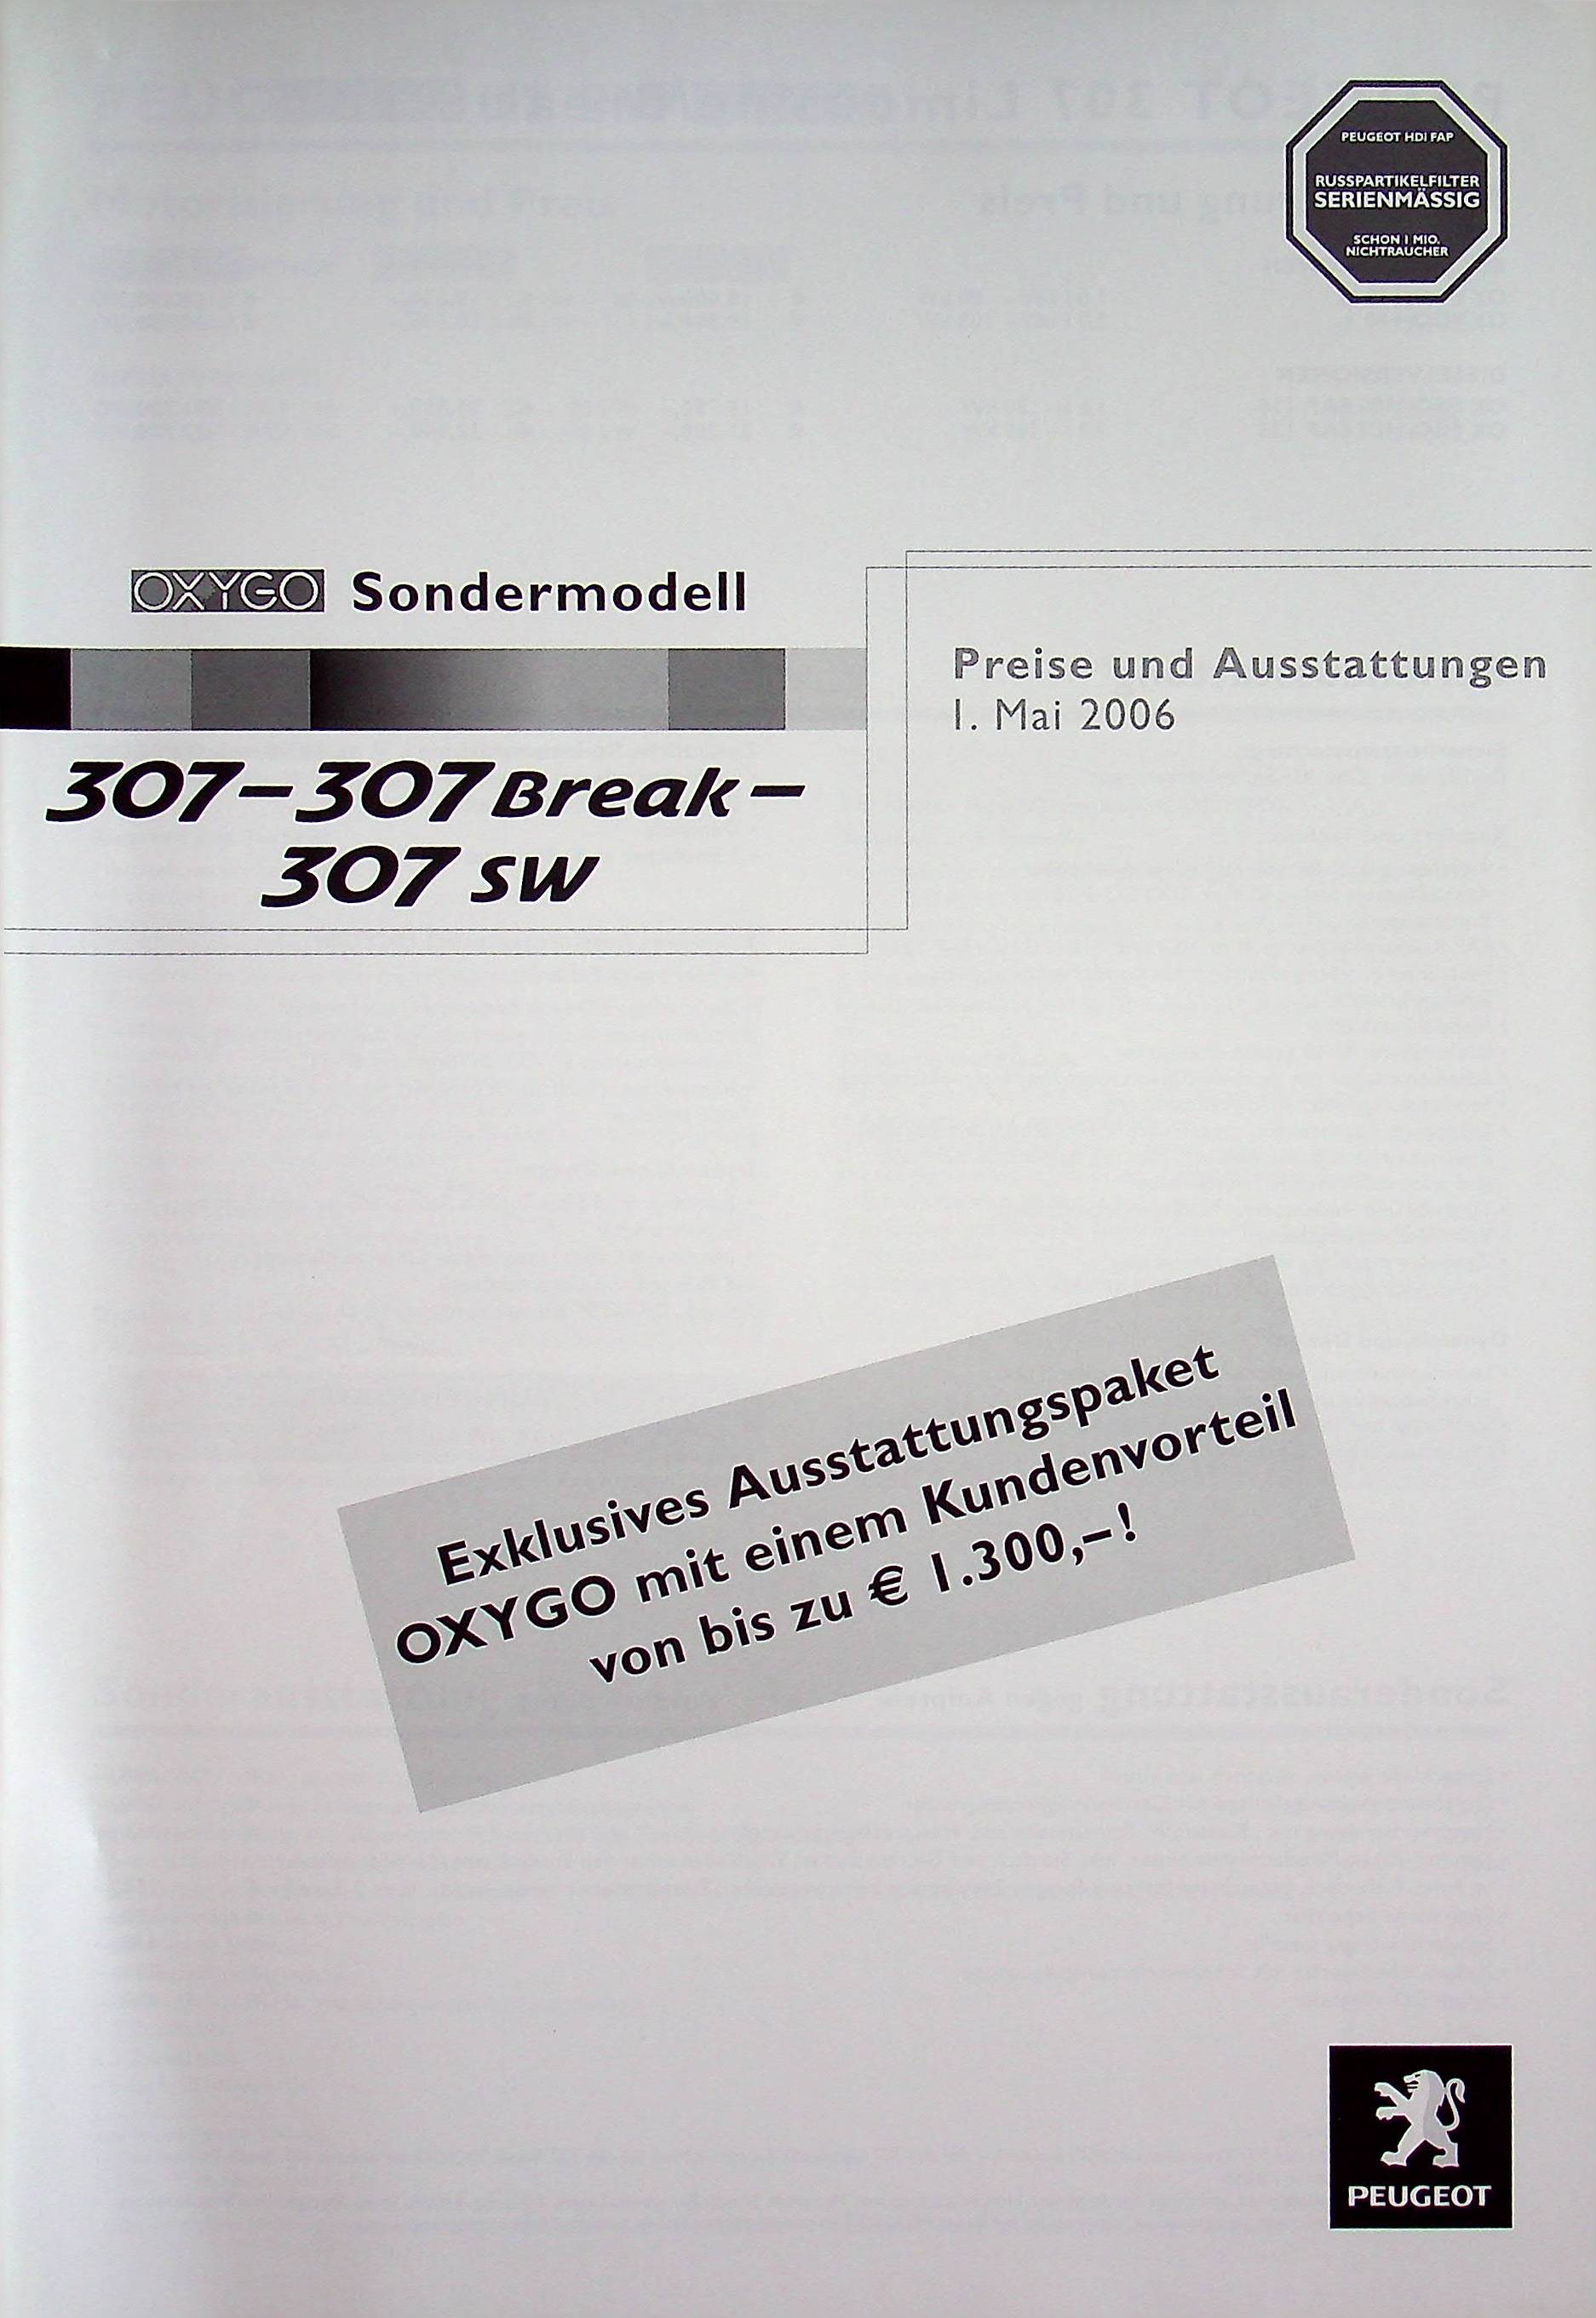 PEUGEOT HDI FAP
RUSSPARTIKELFILTER
SERIENMÄSSIG
SCHON 1 MIO.
NICHTRAUCHER
OXYGO Sondermodell
Preise und Ausstattungen
1. Mai 2006
307 – 307 Break –
307 SW
Exklusives Ausstattungspaket
OXYGO mit einem Kundenvorteil
von bis zu € 1.300,–!
PEUGEOT